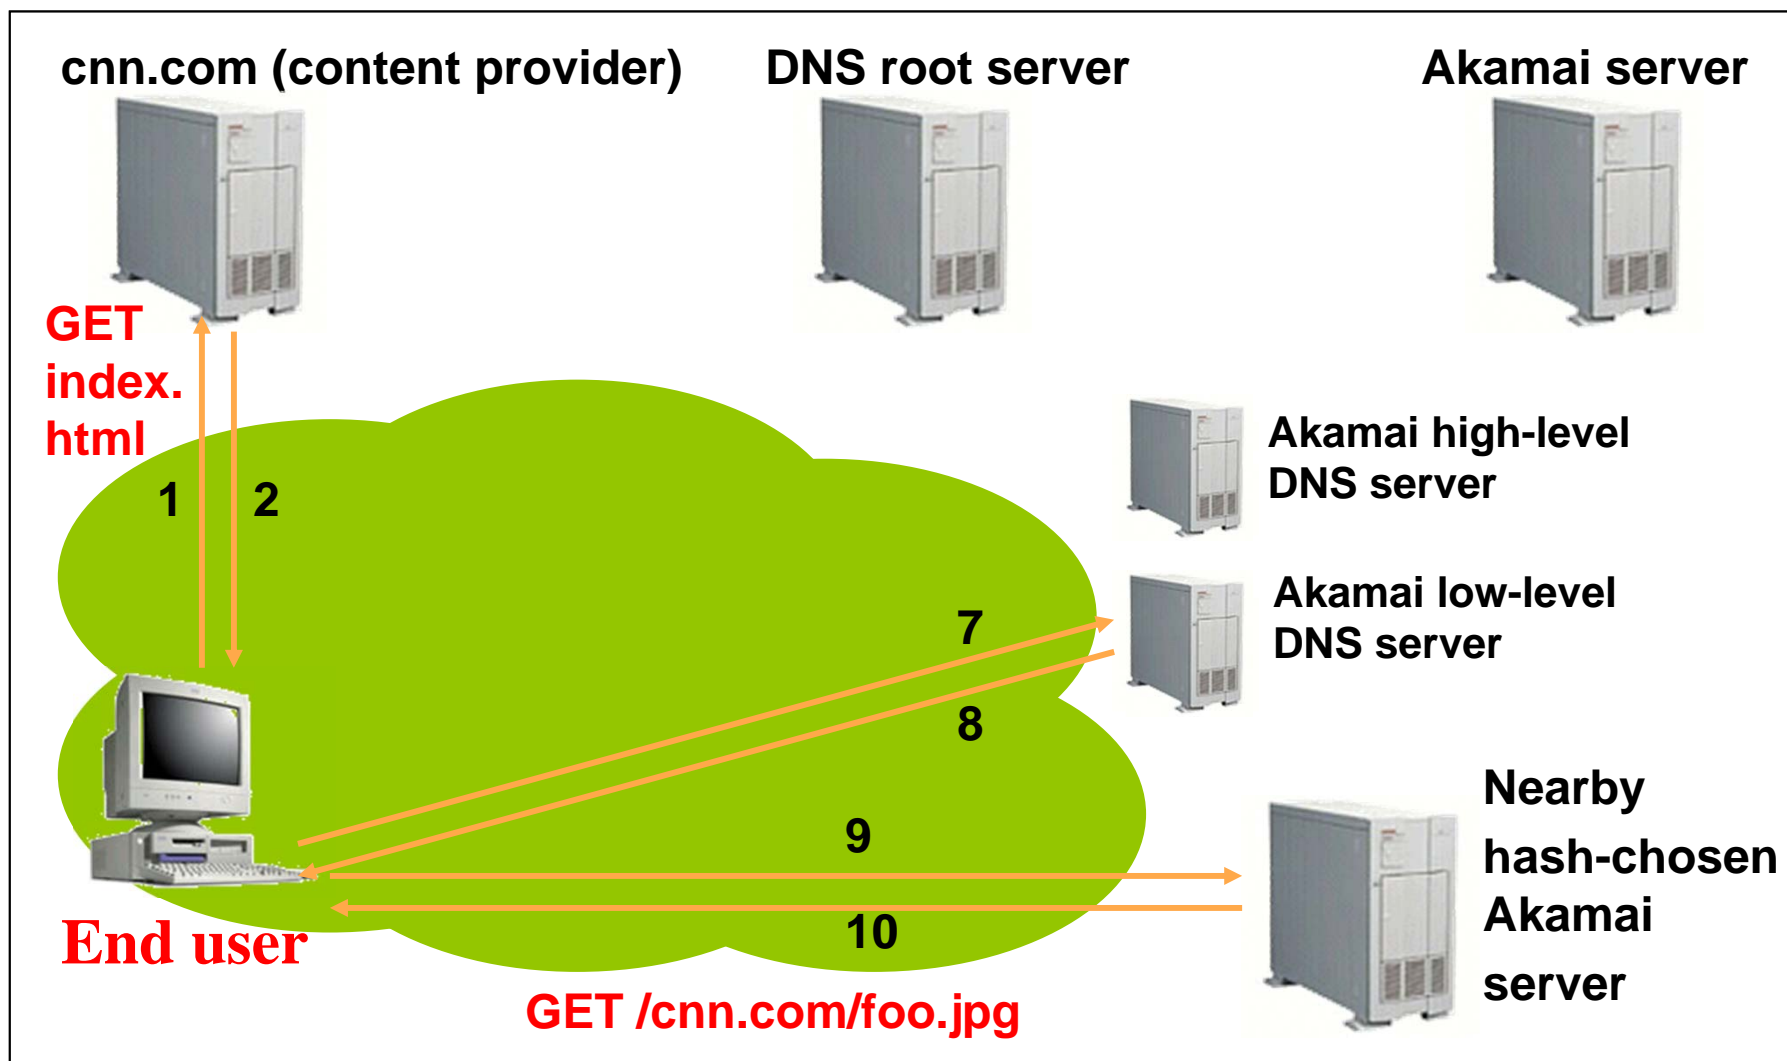 cnn.com (content provider)
DNS root server
Akamai server
GET
index.
html
1
2
Akamai high-level
DNS server
Akamai low-level
DNS server
7
8
9
10
Nearby
hash-chosen
Akamai
server
End user
GET /cnn.com/foo.jpg